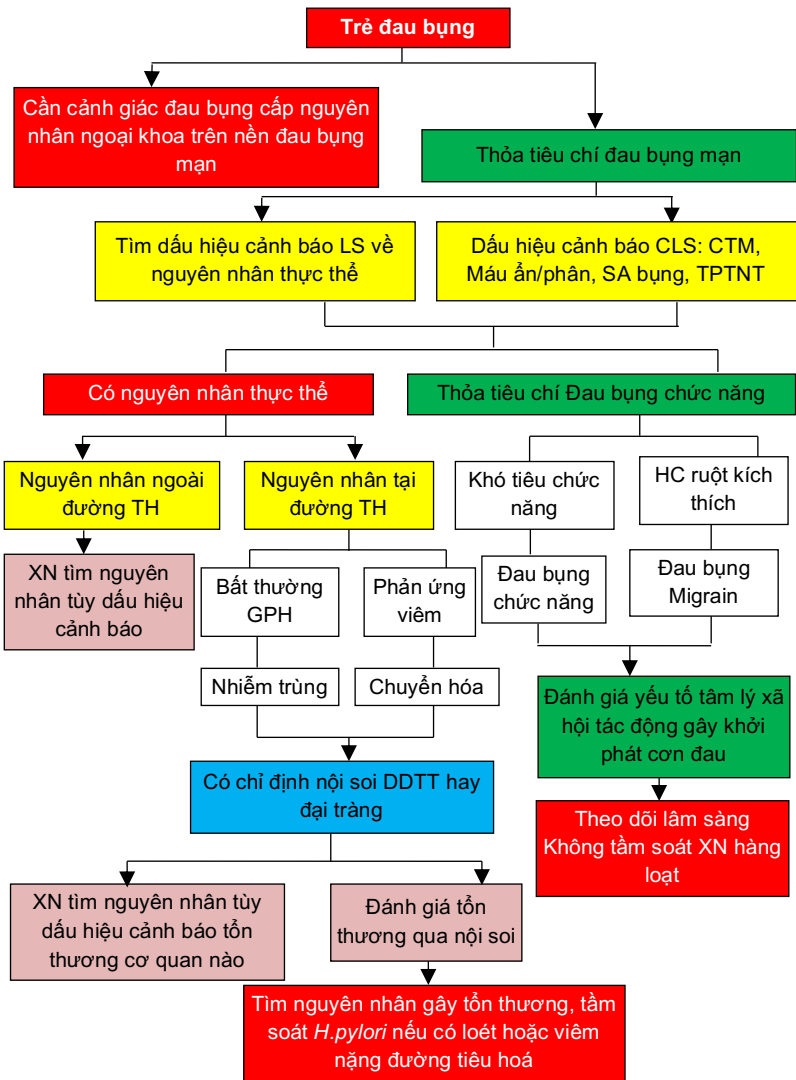 Trẻ đau bụng
Cần cảnh giác đau bụng cấp nguyên
nhân ngoại khoa trên nền đau bụng
mạn
Thỏa tiêu chí đau bụng mạn
Tìm dấu hiệu cảnh báo LS về
nguyên nhân thực thể
Dấu hiệu cảnh báo CLS: CTM,
Máu ẩn/phân, SA bụng, TPTNT
Có nguyên nhân thực thể
Thỏa tiêu chí Đau bụng chức năng
Nguyên nhân ngoài
đường TH
Nguyên nhân tại
đường TH
Khó tiêu chức
năng
HC ruột kích
thích
XN tìm nguyên
nhân tùy dấu hiệu
cảnh báo
Bất thường
GPH
Phản ứng
viêm
Đau bụng
chức năng
Đau bụng
Migrain
Nhiễm trùng
Chuyển hóa
Đánh giá yếu tố tâm lý xã
hội tác động gây khởi
phát cơn đau
Có chỉ định nội soi DDTT hay
đại tràng
Theo dõi lâm sàng
Không tầm soát XN hàng
loạt
XN tìm nguyên nhân tùy
dấu hiệu cảnh báo tổn
thương cơ quan nào
Đánh giá tổn
thương qua nội soi
Tìm nguyên nhân gây tổn thương, tầm
soát H.pylori nếu có loét hoặc viêm
nặng đường tiêu hoá